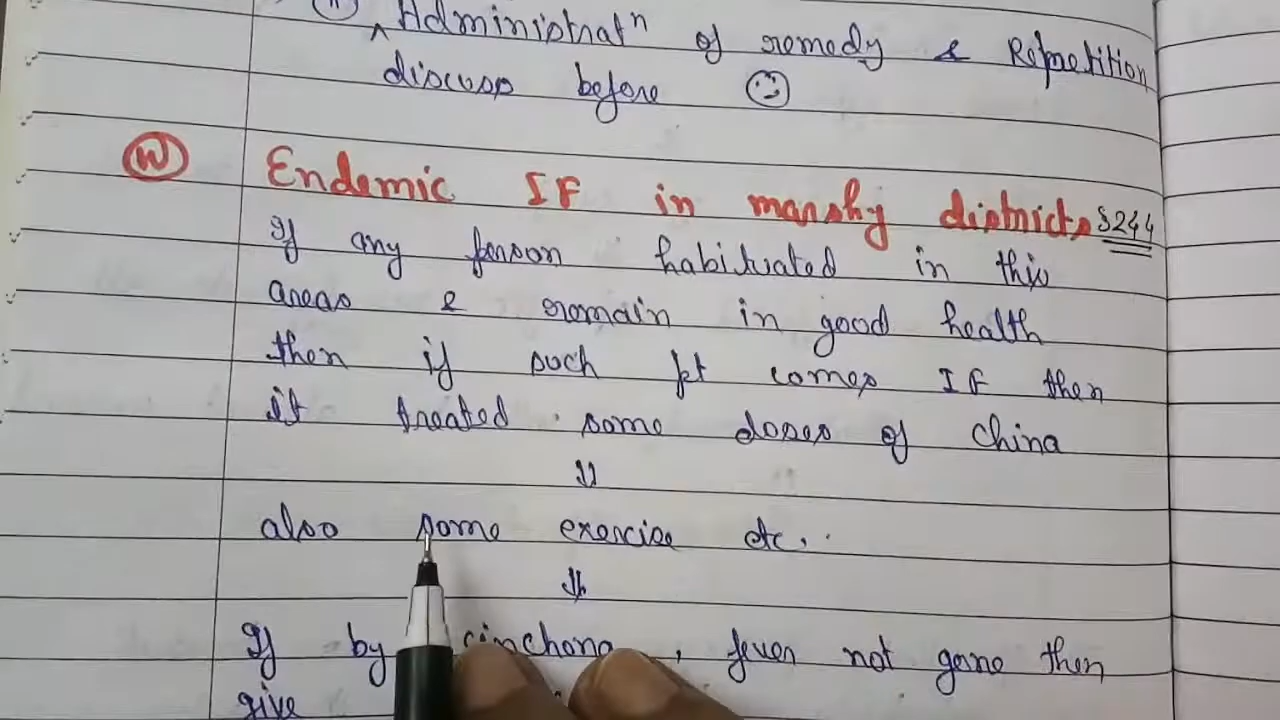 (ii) Administratⁿ of remedy & Repetition
discuss before
(W) Endemic IF in marshy districts §244
If any person habituated in this
areas & remain in good health
then if such pt comes IF then
it treated some doses of China
⇓
also some exercise etc..
⇓
If by cinchona, fever not gone then
give